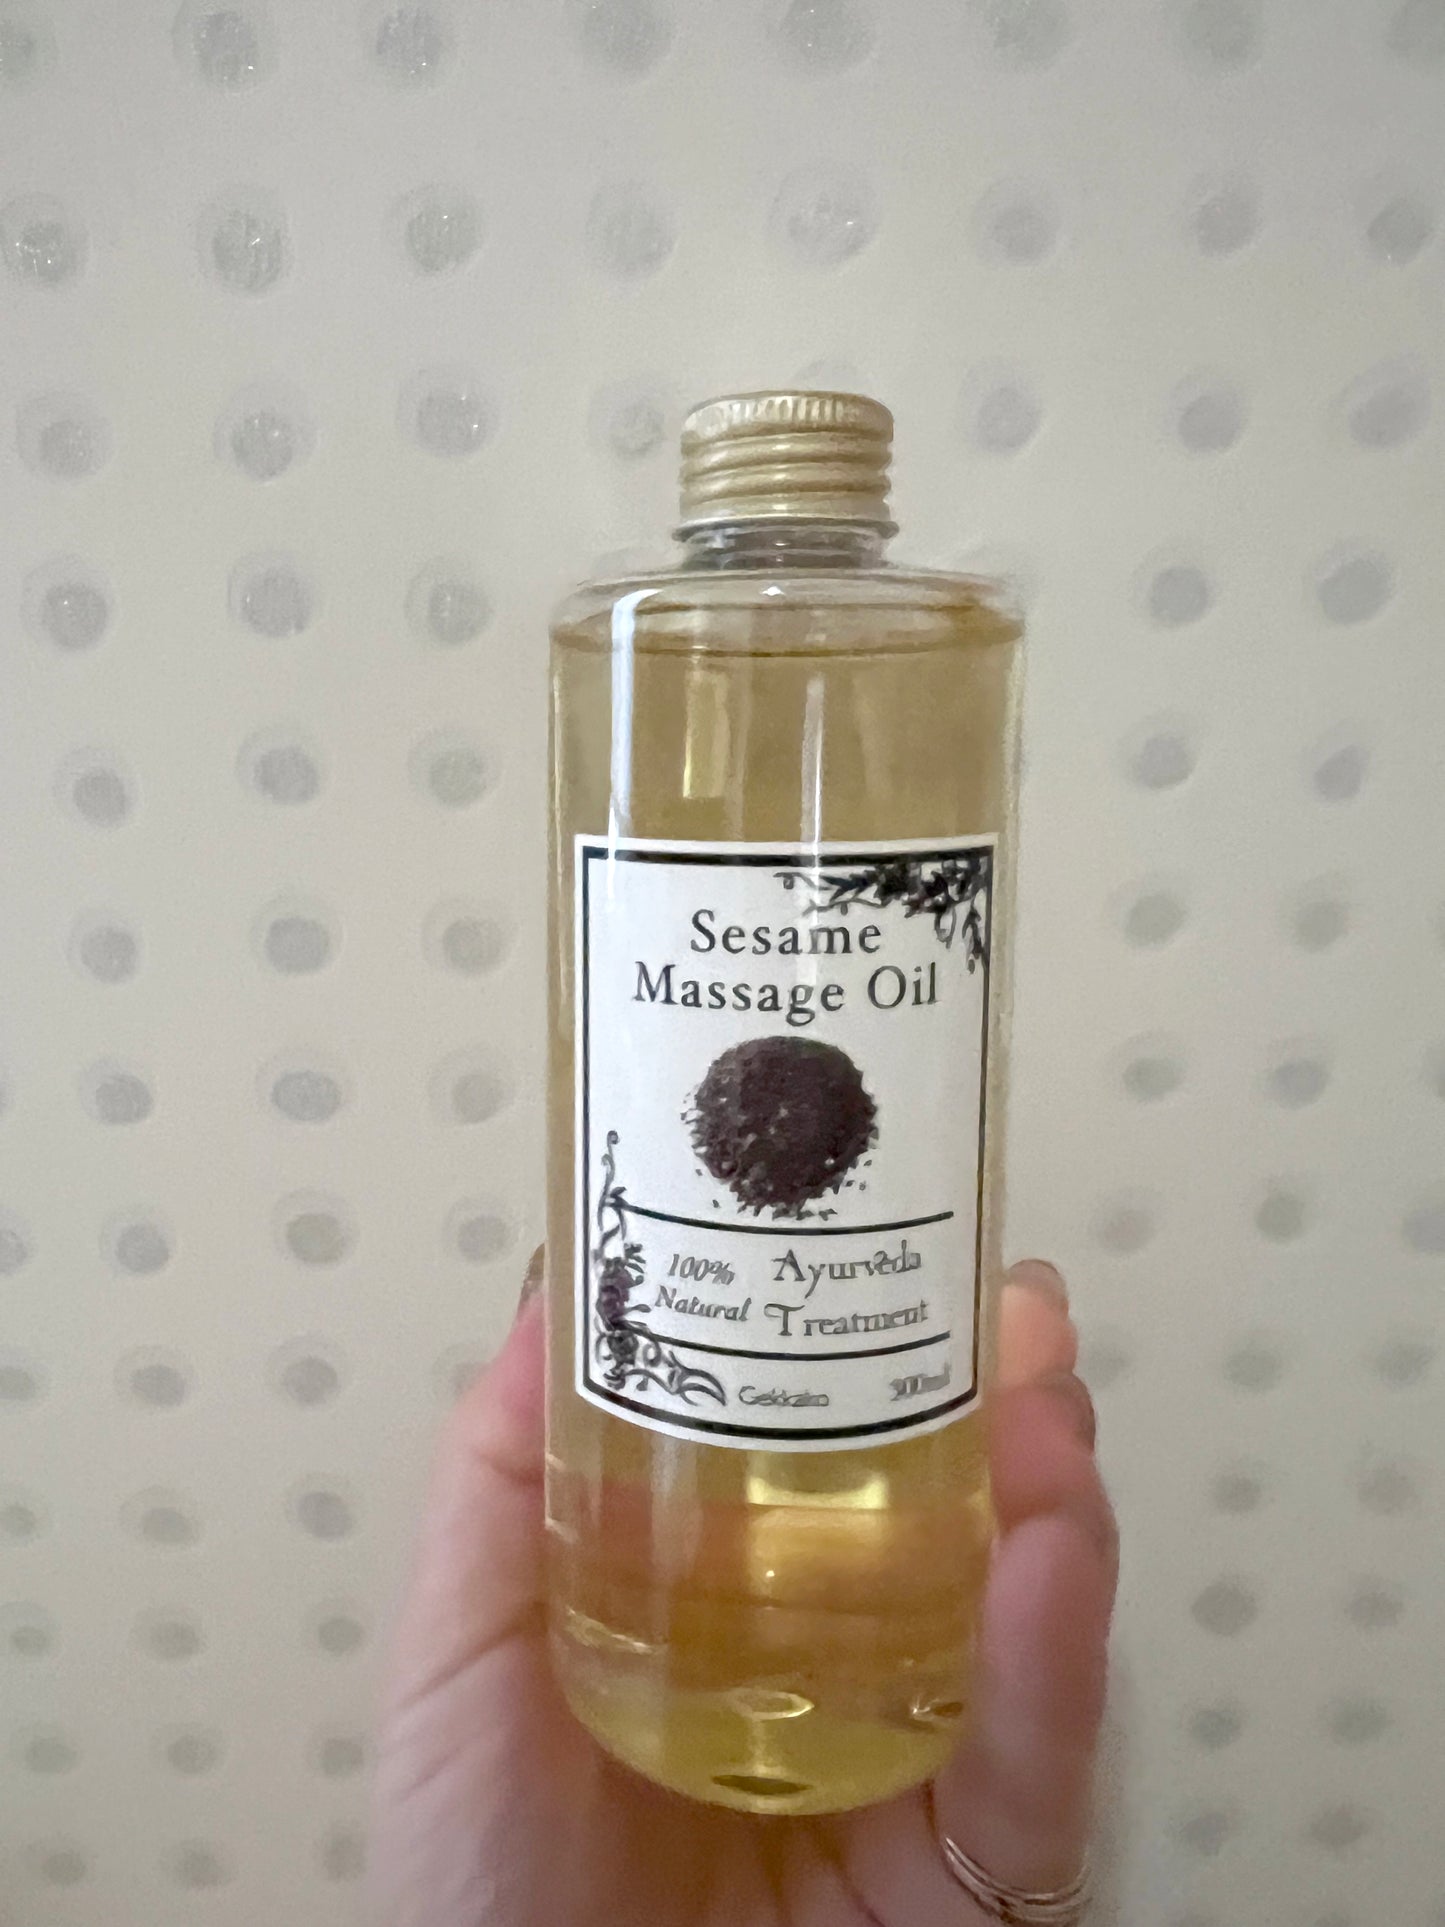 Sesame
Massage Oil
100% Ayurveda
Natural Treatment